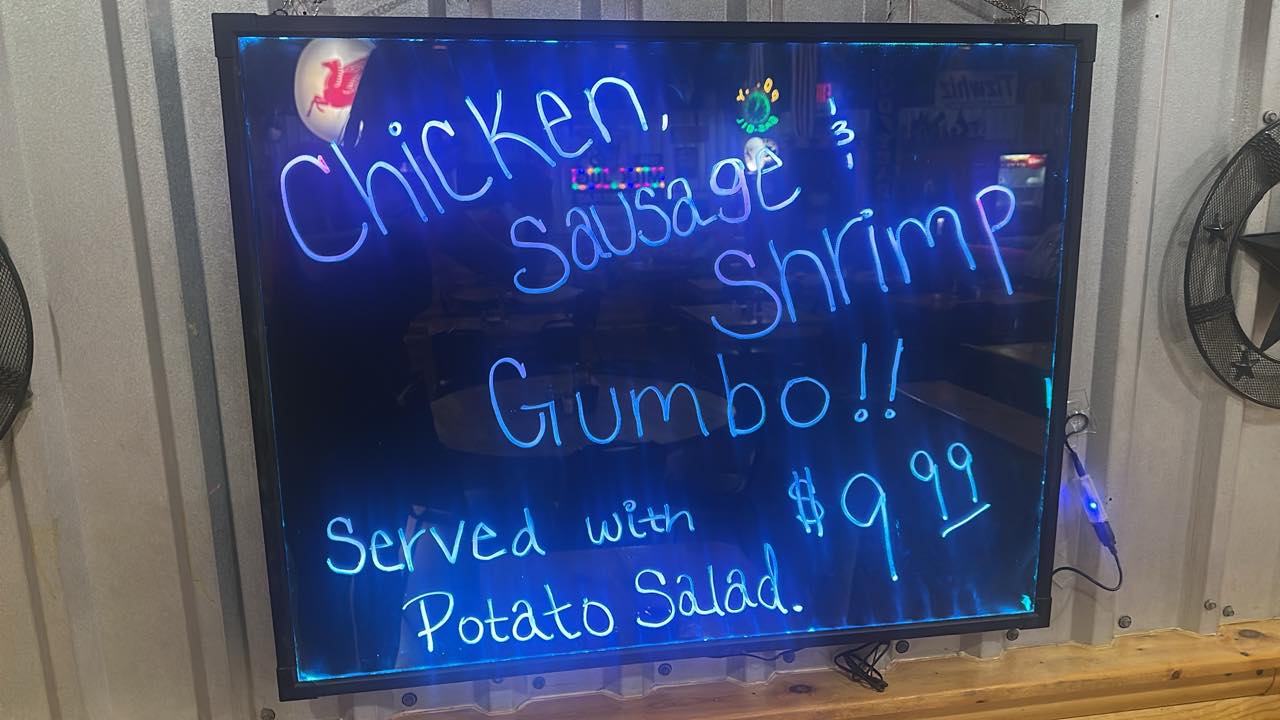 Chicken,
Sausage &
Shrimp
Gumbo!!
Served with $9.99
Potato Salad.